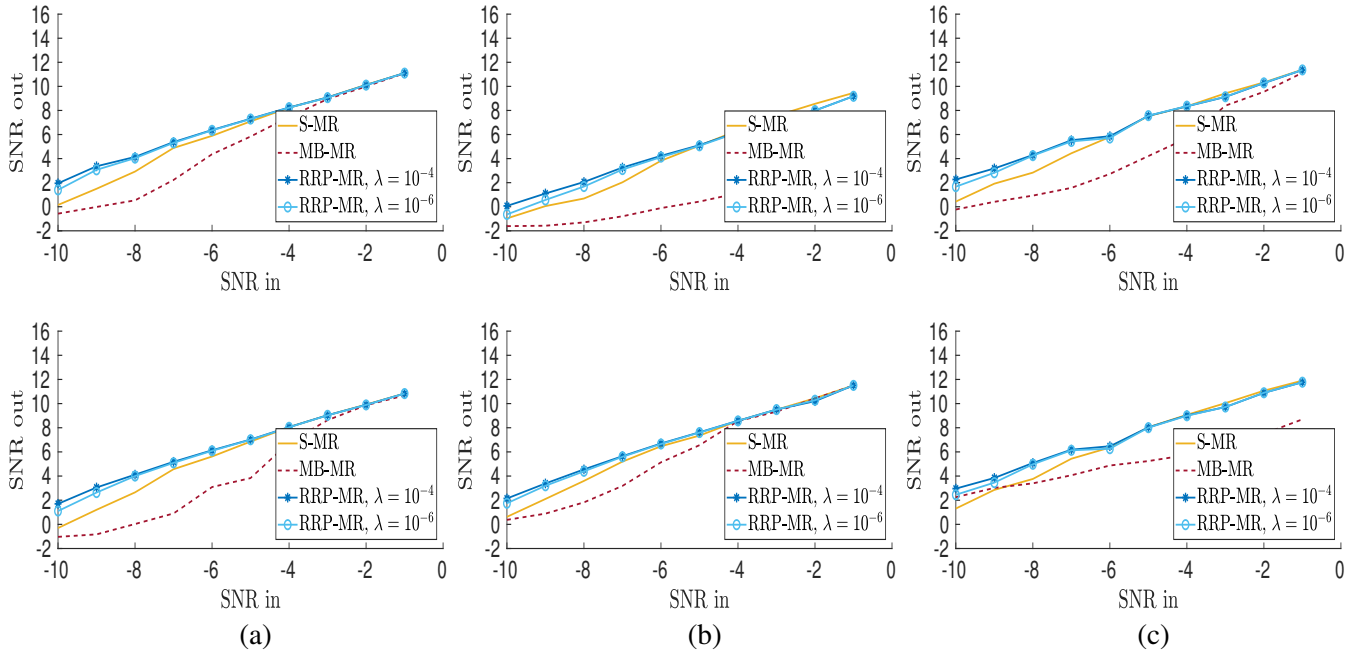 16
14
12
10
8
6
4
2
0
-2
SNR out
-10
-8
-6
-4
-2
0
SNR in
S-MR
MB-MR
RRP-MR, λ = 10⁻⁴
RRP-MR, λ = 10⁻⁶
16
14
12
10
8
6
4
2
0
-2
SNR out
-10
-8
-6
-4
-2
0
SNR in
S-MR
MB-MR
RRP-MR, λ = 10⁻⁴
RRP-MR, λ = 10⁻⁶
16
14
12
10
8
6
4
2
0
-2
SNR out
-10
-8
-6
-4
-2
0
SNR in
S-MR
MB-MR
RRP-MR, λ = 10⁻⁴
RRP-MR, λ = 10⁻⁶
16
14
12
10
8
6
4
2
0
-2
SNR out
-10
-8
-6
-4
-2
0
SNR in
S-MR
MB-MR
RRP-MR, λ = 10⁻⁴
RRP-MR, λ = 10⁻⁶
(a)
16
14
12
10
8
6
4
2
0
-2
SNR out
-10
-8
-6
-4
-2
0
SNR in
S-MR
MB-MR
RRP-MR, λ = 10⁻⁴
RRP-MR, λ = 10⁻⁶
(b)
16
14
12
10
8
6
4
2
0
-2
SNR out
-10
-8
-6
-4
-2
0
SNR in
S-MR
MB-MR
RRP-MR, λ = 10⁻⁴
RRP-MR, λ = 10⁻⁶
(c)